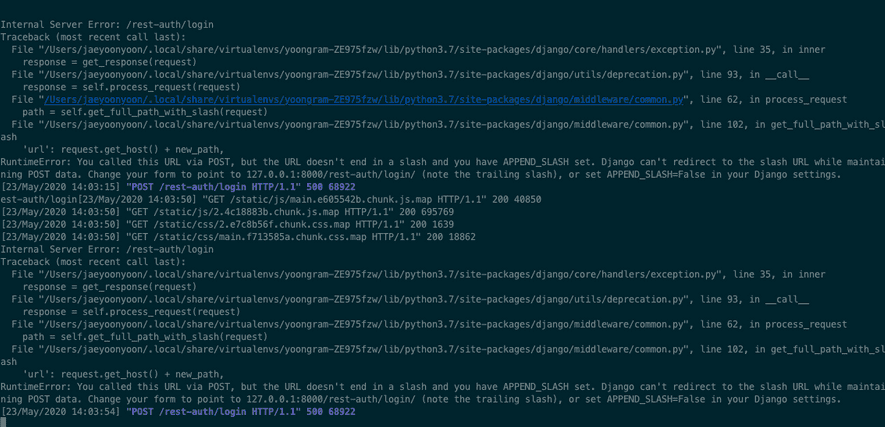 Internal Server Error: /rest-auth/login
Traceback (most recent call last):
  File "/Users/jaeyoonyoon/.local/share/virtualenvs/yoongram-ZE975fzw/lib/python3.7/site-packages/django/core/handlers/exception.py", line 35, in inner
    response = get_response(request)
  File "/Users/jaeyoonyoon/.local/share/virtualenvs/yoongram-ZE975fzw/lib/python3.7/site-packages/django/utils/deprecation.py", line 93, in __call__
    response = self.process_request(request)
  File "/Users/jaeyoonyoon/.local/share/virtualenvs/yoongram-ZE975fzw/lib/python3.7/site-packages/django/middleware/common.py", line 62, in process_request
    path = self.get_full_path_with_slash(request)
  File "/Users/jaeyoonyoon/.local/share/virtualenvs/yoongram-ZE975fzw/lib/python3.7/site-packages/django/middleware/common.py", line 102, in get_full_path_with_sl
ash
    'url': request.get_host() + new_path,
RuntimeError: You called this URL via POST, but the URL doesn't end in a slash and you have APPEND_SLASH set. Django can't redirect to the slash URL while maintai
ning POST data. Change your form to point to 127.0.0.1:8000/rest-auth/login/ (note the trailing slash), or set APPEND_SLASH=False in your Django settings.
[23/May/2020 14:03:15] "POST /rest-auth/login HTTP/1.1" 500 68922
est-auth/login[23/May/2020 14:03:50] "GET /static/js/main.e605542b.chunk.js.map HTTP/1.1" 200 40850
[23/May/2020 14:03:50] "GET /static/js/2.4c18883b.chunk.js.map HTTP/1.1" 200 695769
[23/May/2020 14:03:50] "GET /static/css/2.e7c8b56f.chunk.css.map HTTP/1.1" 200 1639
[23/May/2020 14:03:50] "GET /static/css/main.f713585a.chunk.css.map HTTP/1.1" 200 18862
Internal Server Error: /rest-auth/login
Traceback (most recent call last):
  File "/Users/jaeyoonyoon/.local/share/virtualenvs/yoongram-ZE975fzw/lib/python3.7/site-packages/django/core/handlers/exception.py", line 35, in inner
    response = get_response(request)
  File "/Users/jaeyoonyoon/.local/share/virtualenvs/yoongram-ZE975fzw/lib/python3.7/site-packages/django/utils/deprecation.py", line 93, in __call__
    response = self.process_request(request)
  File "/Users/jaeyoonyoon/.local/share/virtualenvs/yoongram-ZE975fzw/lib/python3.7/site-packages/django/middleware/common.py", line 62, in process_request
    path = self.get_full_path_with_slash(request)
  File "/Users/jaeyoonyoon/.local/share/virtualenvs/yoongram-ZE975fzw/lib/python3.7/site-packages/django/middleware/common.py", line 102, in get_full_path_with_sl
ash
    'url': request.get_host() + new_path,
RuntimeError: You called this URL via POST, but the URL doesn't end in a slash and you have APPEND_SLASH set. Django can't redirect to the slash URL while maintai
ning POST data. Change your form to point to 127.0.0.1:8000/rest-auth/login/ (note the trailing slash), or set APPEND_SLASH=False in your Django settings.
[23/May/2020 14:03:54] "POST /rest-auth/login HTTP/1.1" 500 68922